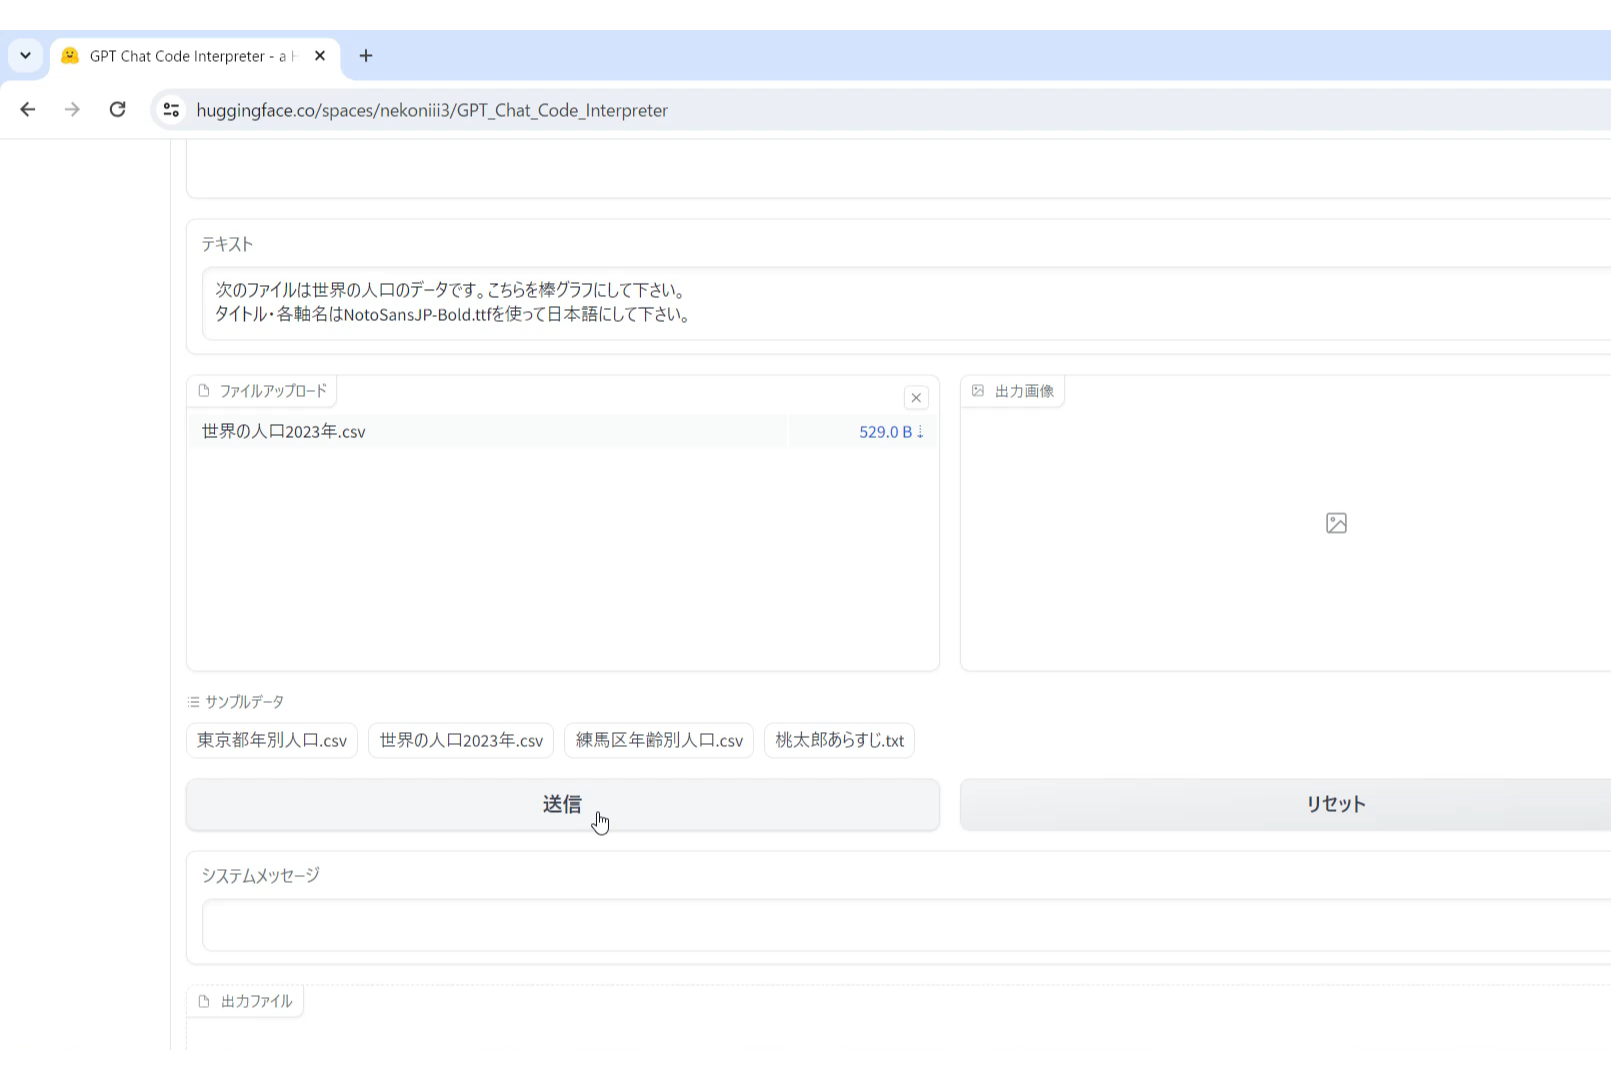 GPT Chat Code Interpreter - a
huggingface.co/spaces/nekoniii3/GPT_Chat_Code_Interpreter
テキスト
次のファイルは世界の人口のデータです。こちらを棒グラフにして下さい。
タイトル・各軸名はNotoSansJP-Bold.ttfを使って日本語にして下さい。
ファイルアップロード
出力画像
世界の人口2023年.csv
529.0 B ↓
サンプルデータ
東京都年別人口.csv
世界の人口2023年.csv
練馬区年齢別人口.csv
桃太郎あらすじ.txt
送信
リセット
システムメッセージ
出力ファイル